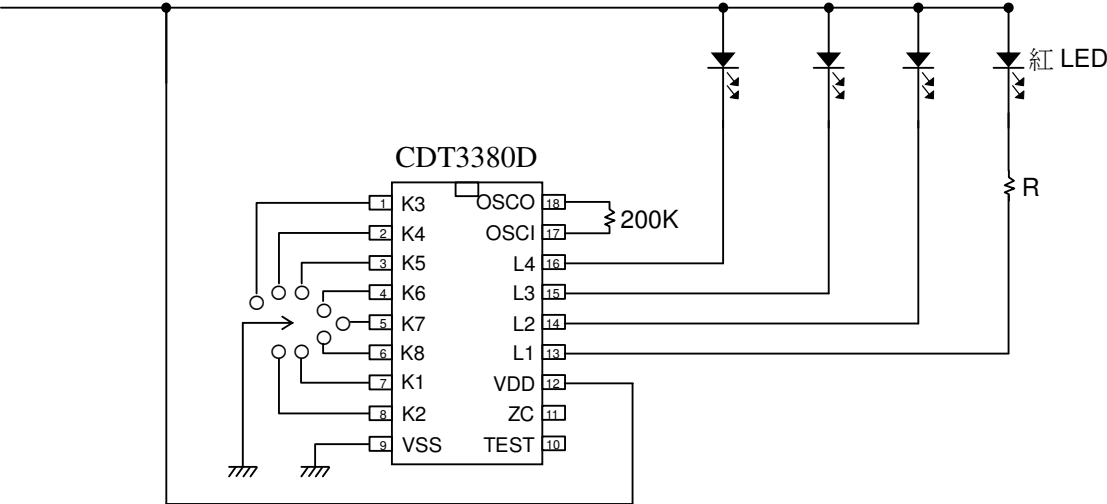 紅 LED
CDT3380D
R
1 K3 OSCO 18
200K
2 K4 OSCI 17
3 K5 L4 16
4 K6 L3 15
5 K7 L2 14
6 K8 L1 13
7 K1 VDD 12
8 K2 ZC 11
9 VSS TEST 10